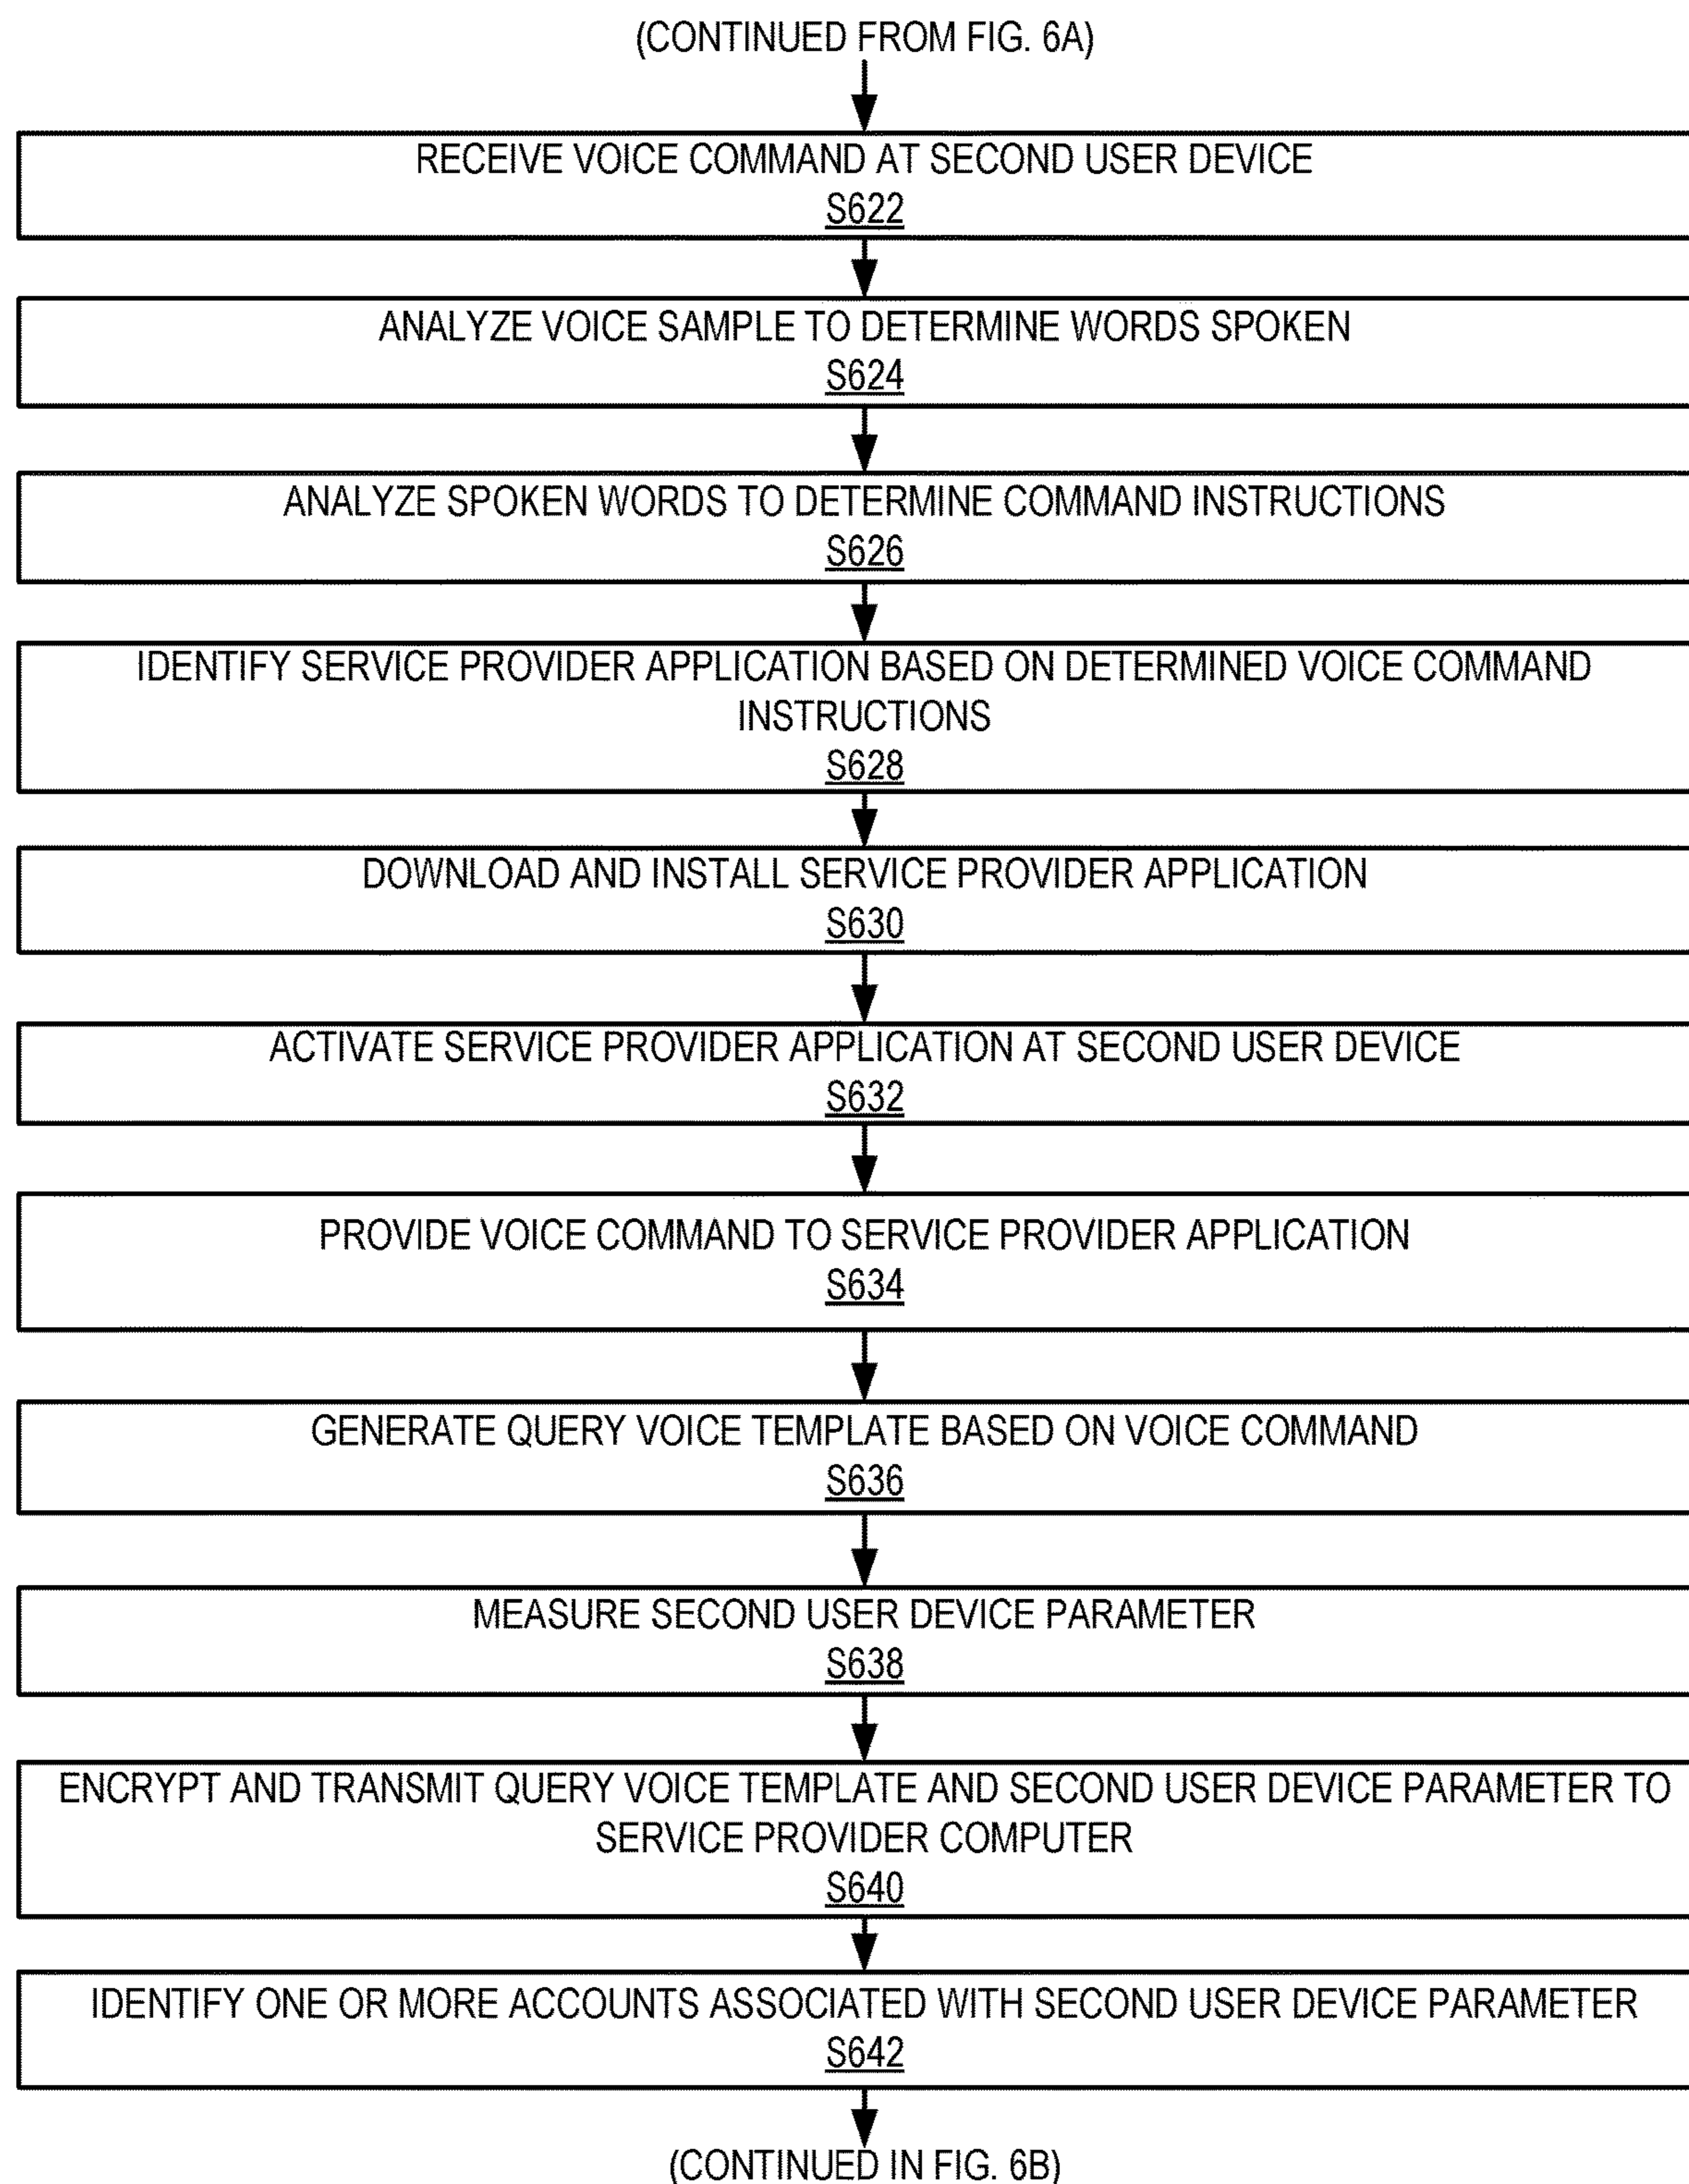 (CONTINUED FROM FIG. 6A)
RECEIVE VOICE COMMAND AT SECOND USER DEVICE
S622
ANALYZE VOICE SAMPLE TO DETERMINE WORDS SPOKEN
S624
ANALYZE SPOKEN WORDS TO DETERMINE COMMAND INSTRUCTIONS
S626
IDENTIFY SERVICE PROVIDER APPLICATION BASED ON DETERMINED VOICE COMMAND
INSTRUCTIONS
S628
DOWNLOAD AND INSTALL SERVICE PROVIDER APPLICATION
S630
ACTIVATE SERVICE PROVIDER APPLICATION AT SECOND USER DEVICE
S632
PROVIDE VOICE COMMAND TO SERVICE PROVIDER APPLICATION
S634
GENERATE QUERY VOICE TEMPLATE BASED ON VOICE COMMAND
S636
MEASURE SECOND USER DEVICE PARAMETER
S638
ENCRYPT AND TRANSMIT QUERY VOICE TEMPLATE AND SECOND USER DEVICE PARAMETER TO
SERVICE PROVIDER COMPUTER
S640
IDENTIFY ONE OR MORE ACCOUNTS ASSOCIATED WITH SECOND USER DEVICE PARAMETER
S642
(CONTINUED IN FIG. 6B)